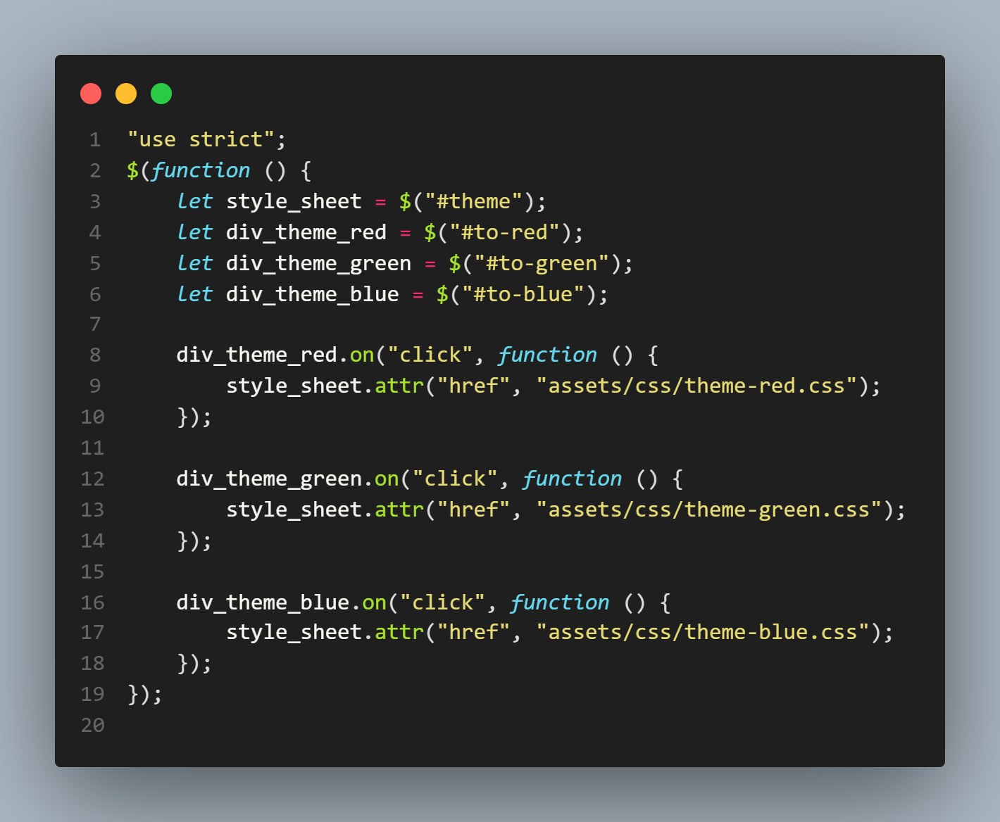 1 "use strict";
2 $(function () {
3     let style_sheet = $("#theme");
4     let div_theme_red = $("#to-red");
5     let div_theme_green = $("#to-green");
6     let div_theme_blue = $("#to-blue");
7
8     div_theme_red.on("click", function () {
9         style_sheet.attr("href", "assets/css/theme-red.css");
10     });
11
12     div_theme_green.on("click", function () {
13         style_sheet.attr("href", "assets/css/theme-green.css");
14     });
15
16     div_theme_blue.on("click", function () {
17         style_sheet.attr("href", "assets/css/theme-blue.css");
18     });
19 });
20